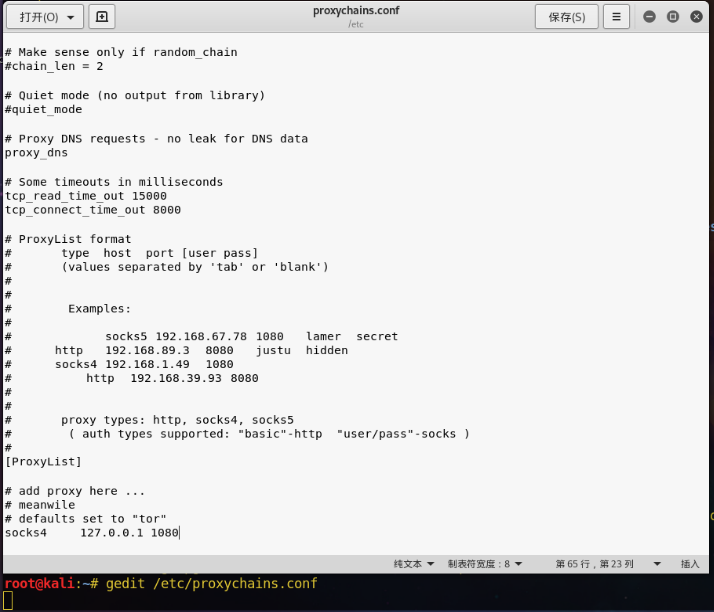 打开(O)
proxychains.conf
/etc
保存(S)
# Make sense only if random_chain
#chain_len = 2
# Quiet mode (no output from library)
#quiet_mode
# Proxy DNS requests - no leak for DNS data
proxy_dns
# Some timeouts in milliseconds
tcp_read_time_out 15000
tcp_connect_time_out 8000
# ProxyList format
#       type  host  port [user pass]
#       (values separated by 'tab' or 'blank')
#
#
#        Examples:
#
#             socks5 192.168.67.78 1080   lamer  secret
#      http   192.168.89.3  8080   justu  hidden
#      socks4 192.168.1.49  1080
#          http  192.168.39.93 8080
#
#
#       proxy types: http, socks4, socks5
#        ( auth types supported: "basic"-http  "user/pass"-socks )
#
[ProxyList]
# add proxy here ...
# meanwile
# defaults set to "tor"
socks4    127.0.0.1 1080
纯文本 制表符宽度：8 第 65 行，第 23 列 插入
root@kali:~# gedit /etc/proxychains.conf